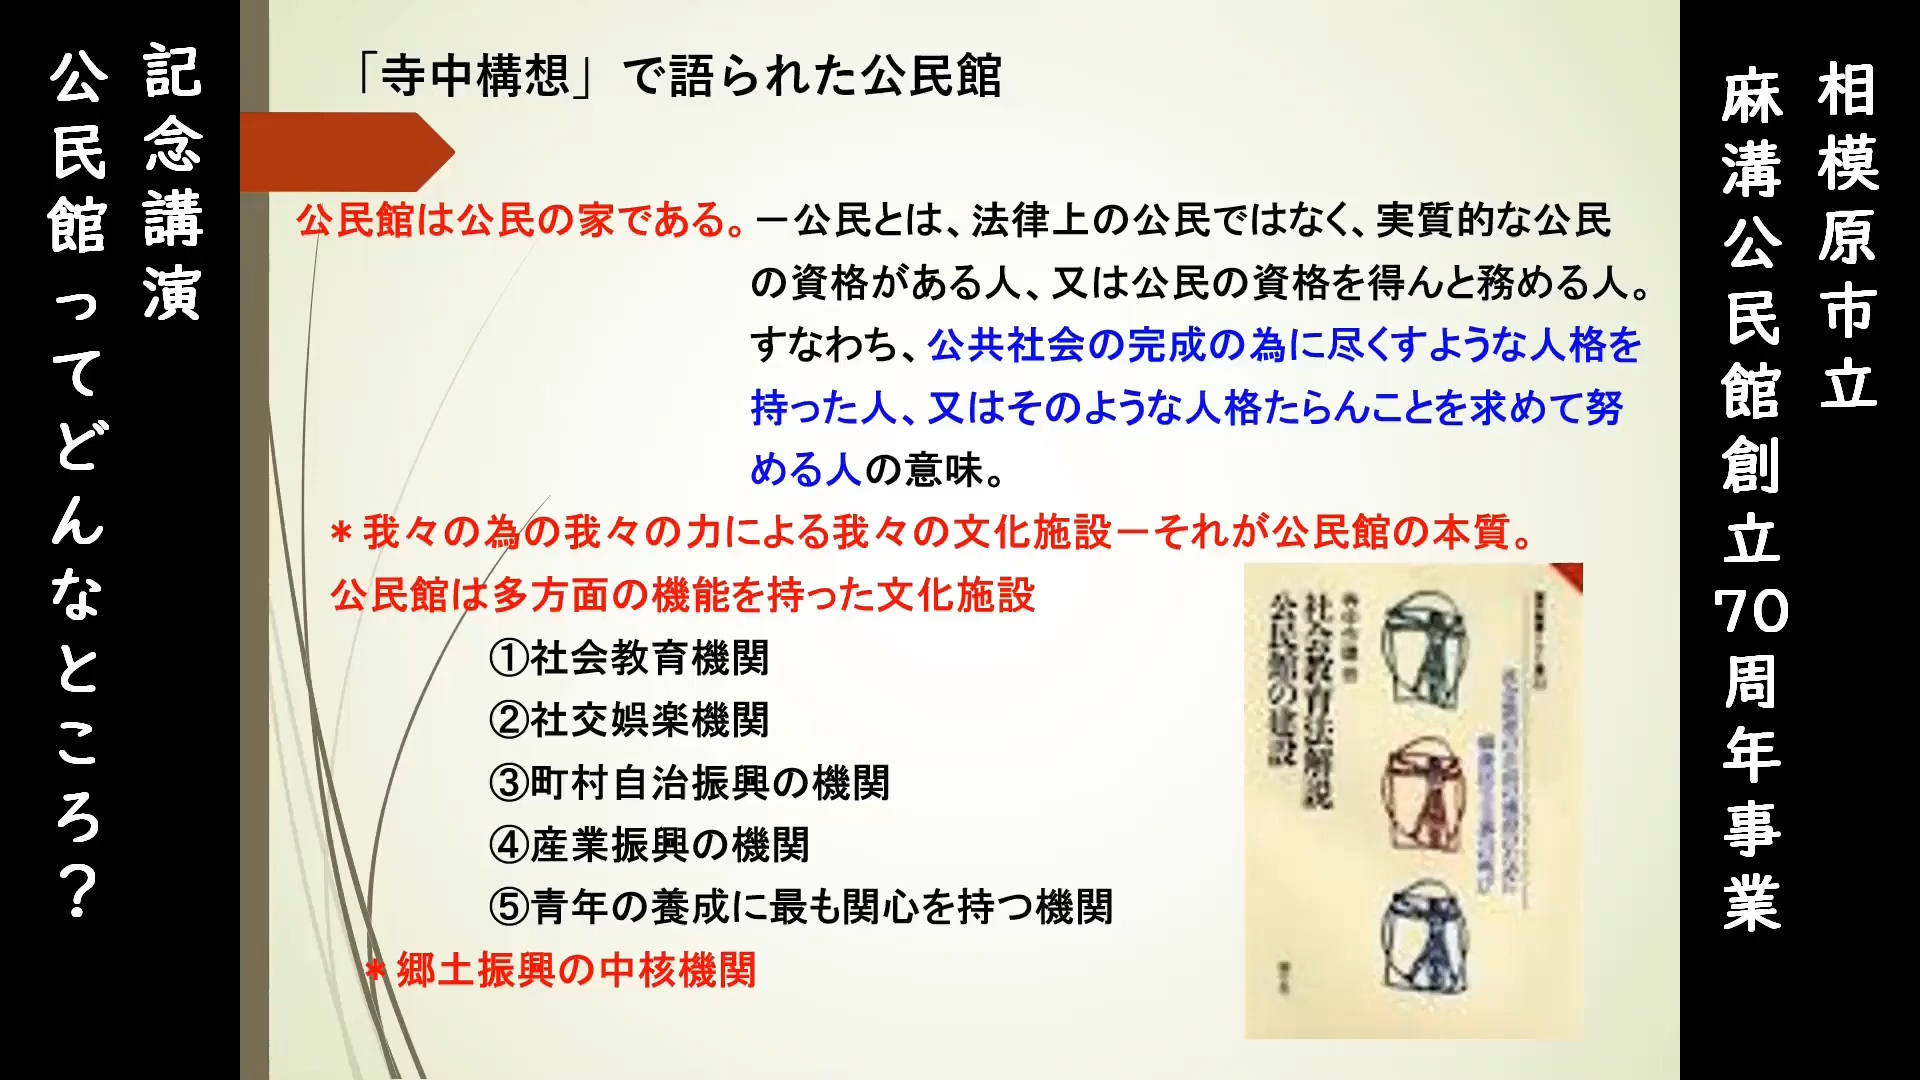 相模原市立
麻溝公民館創立70周年事業
記念講演
公民館ってどんなところ？
「寺中構想」で語られた公民館
公民館は公民の家である。－公民とは、法律上の公民ではなく、実質的な公民
の資格がある人、又は公民の資格を得んと務める人。
すなわち、公共社会の完成の為に尽くすような人格を
持った人、又はそのような人格たらんことを求めて努
める人の意味。
＊我々の為の我々の力による我々の文化施設－それが公民館の本質。
公民館は多方面の機能を持った文化施設
①社会教育機関
②社交娯楽機関
③町村自治振興の機関
④産業振興の機関
⑤青年の養成に最も関心を持つ機関
＊郷土振興の中核機関
社会教育法解説
公民館の建設